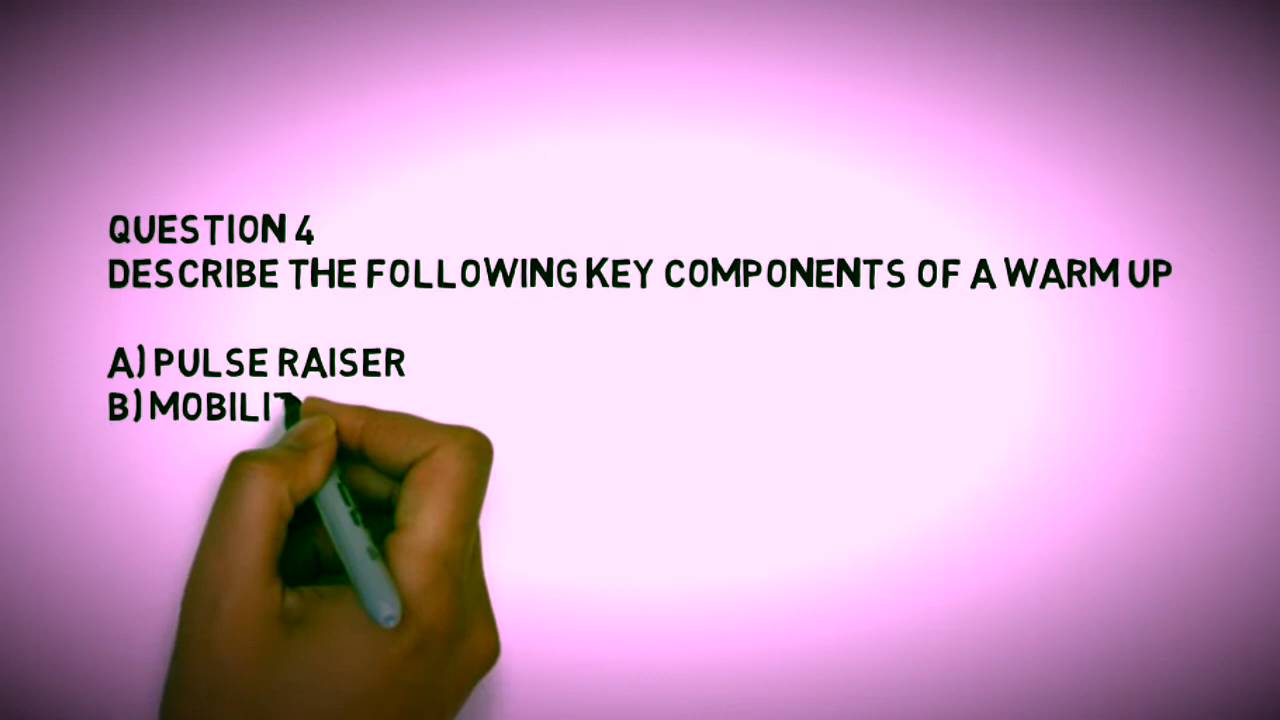 QUESTION 4
DESCRIBE THE FOLLOWING KEY COMPONENTS OF A WARM UP
A) PULSE RAISER
B) MOBILIT